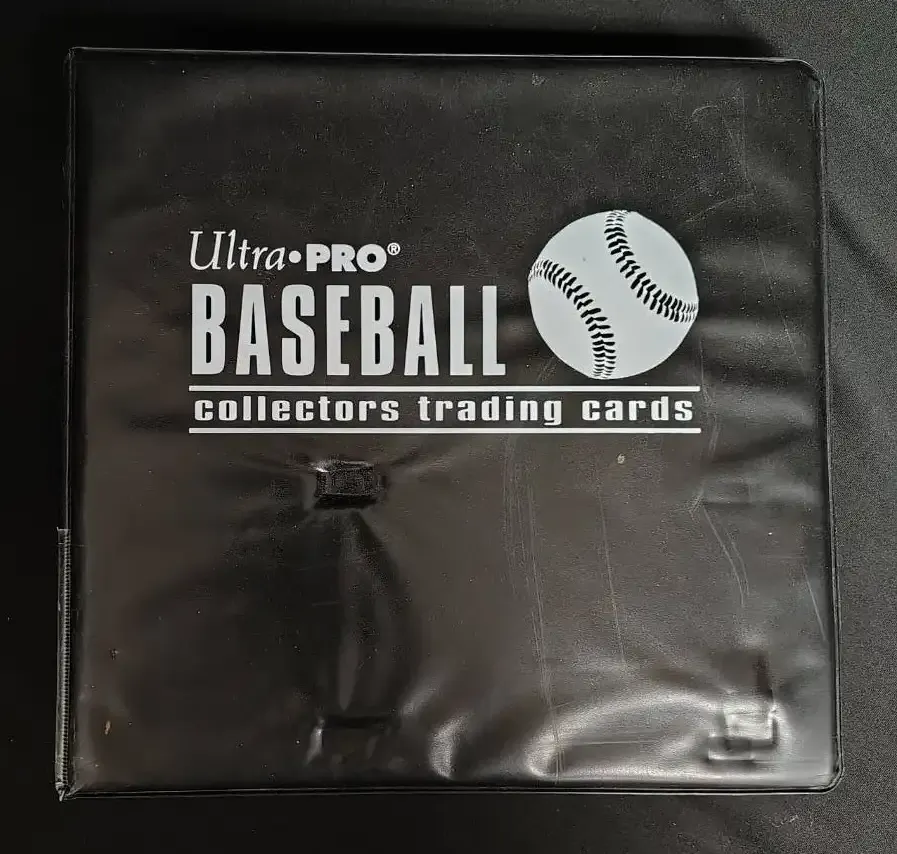 Ultra•PRO®
BASEBALL
collectors trading cards